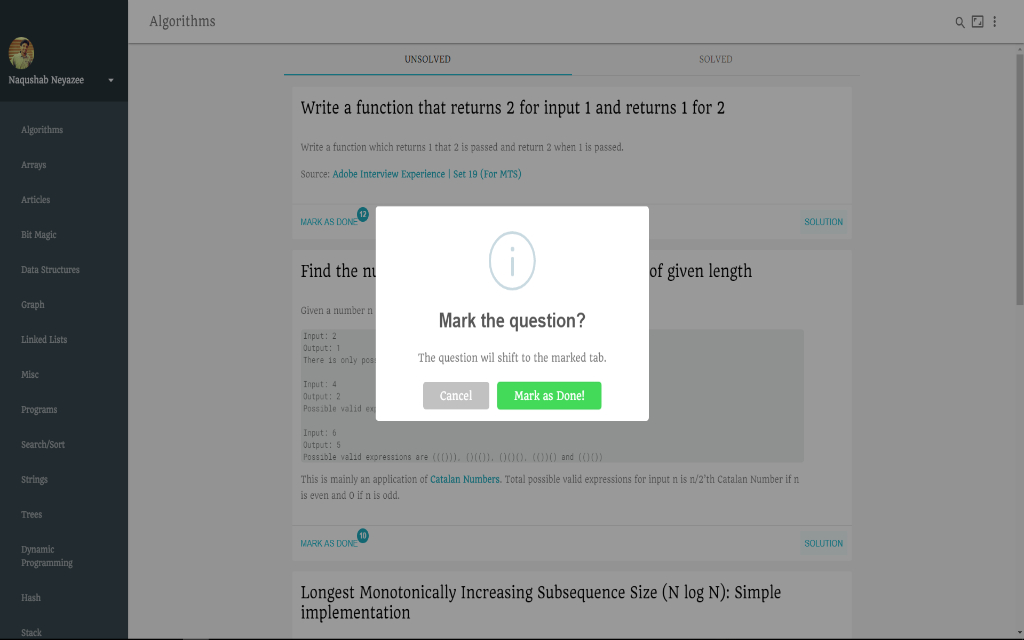 Algorithms
Naqushab Neyazee
Algorithms
Arrays
Articles
Bit Magic
Data Structures
Graph
Linked Lists
Misc
Programs
Search/Sort
Strings
Trees
Dynamic
Programming
Hash
Stack
UNSOLVED
SOLVED
Write a function that returns 2 for input 1 and returns 1 for 2
Write a function which returns 1 that 2 is passed and return 2 when 1 is passed.
Source: Adobe Interview Experience | Set 19 (For MTS)
MARK AS DONE 12
SOLUTION
Find the nu of given length
Given a number n
Input: 2
Output: 1
There is only poss
Input: 4
Output: 2
Possible valid exp
Input: 6
Output: 5
Possible valid expressions are ((())), ()(()), ()()(), (())() and (()())
This is mainly an application of Catalan Numbers. Total possible valid expressions for input n is n/2'th Catalan Number if n
is even and 0 if n is odd.
MARK AS DONE 10
SOLUTION
Longest Monotonically Increasing Subsequence Size (N log N): Simple
implementation
Mark the question?
The question wil shift to the marked tab.
Cancel
Mark as Done!